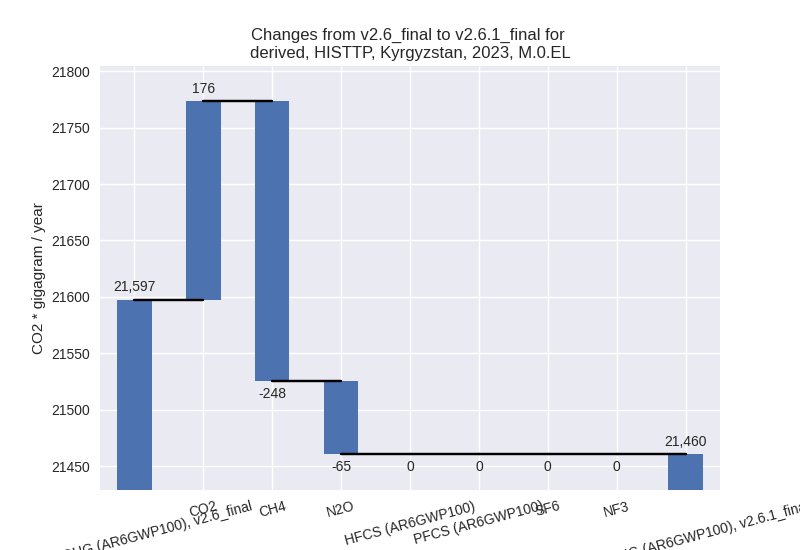 Changes from v2.6_final to v2.6.1_final for
derived, HISTTP, Kyrgyzstan, 2023, M.0.EL
CO2 * gigagram / year
21800
21750
21700
21650
21600
21550
21500
21450
21,597
176
-248
-65
0
0
0
0
21,460
(AR6GWP100), v2.6_final
CO2
CH4
N2O
HFCS (AR6GWP100)
PFCS (AR6GWP100)
SF6
NF3
(AR6GWP100),